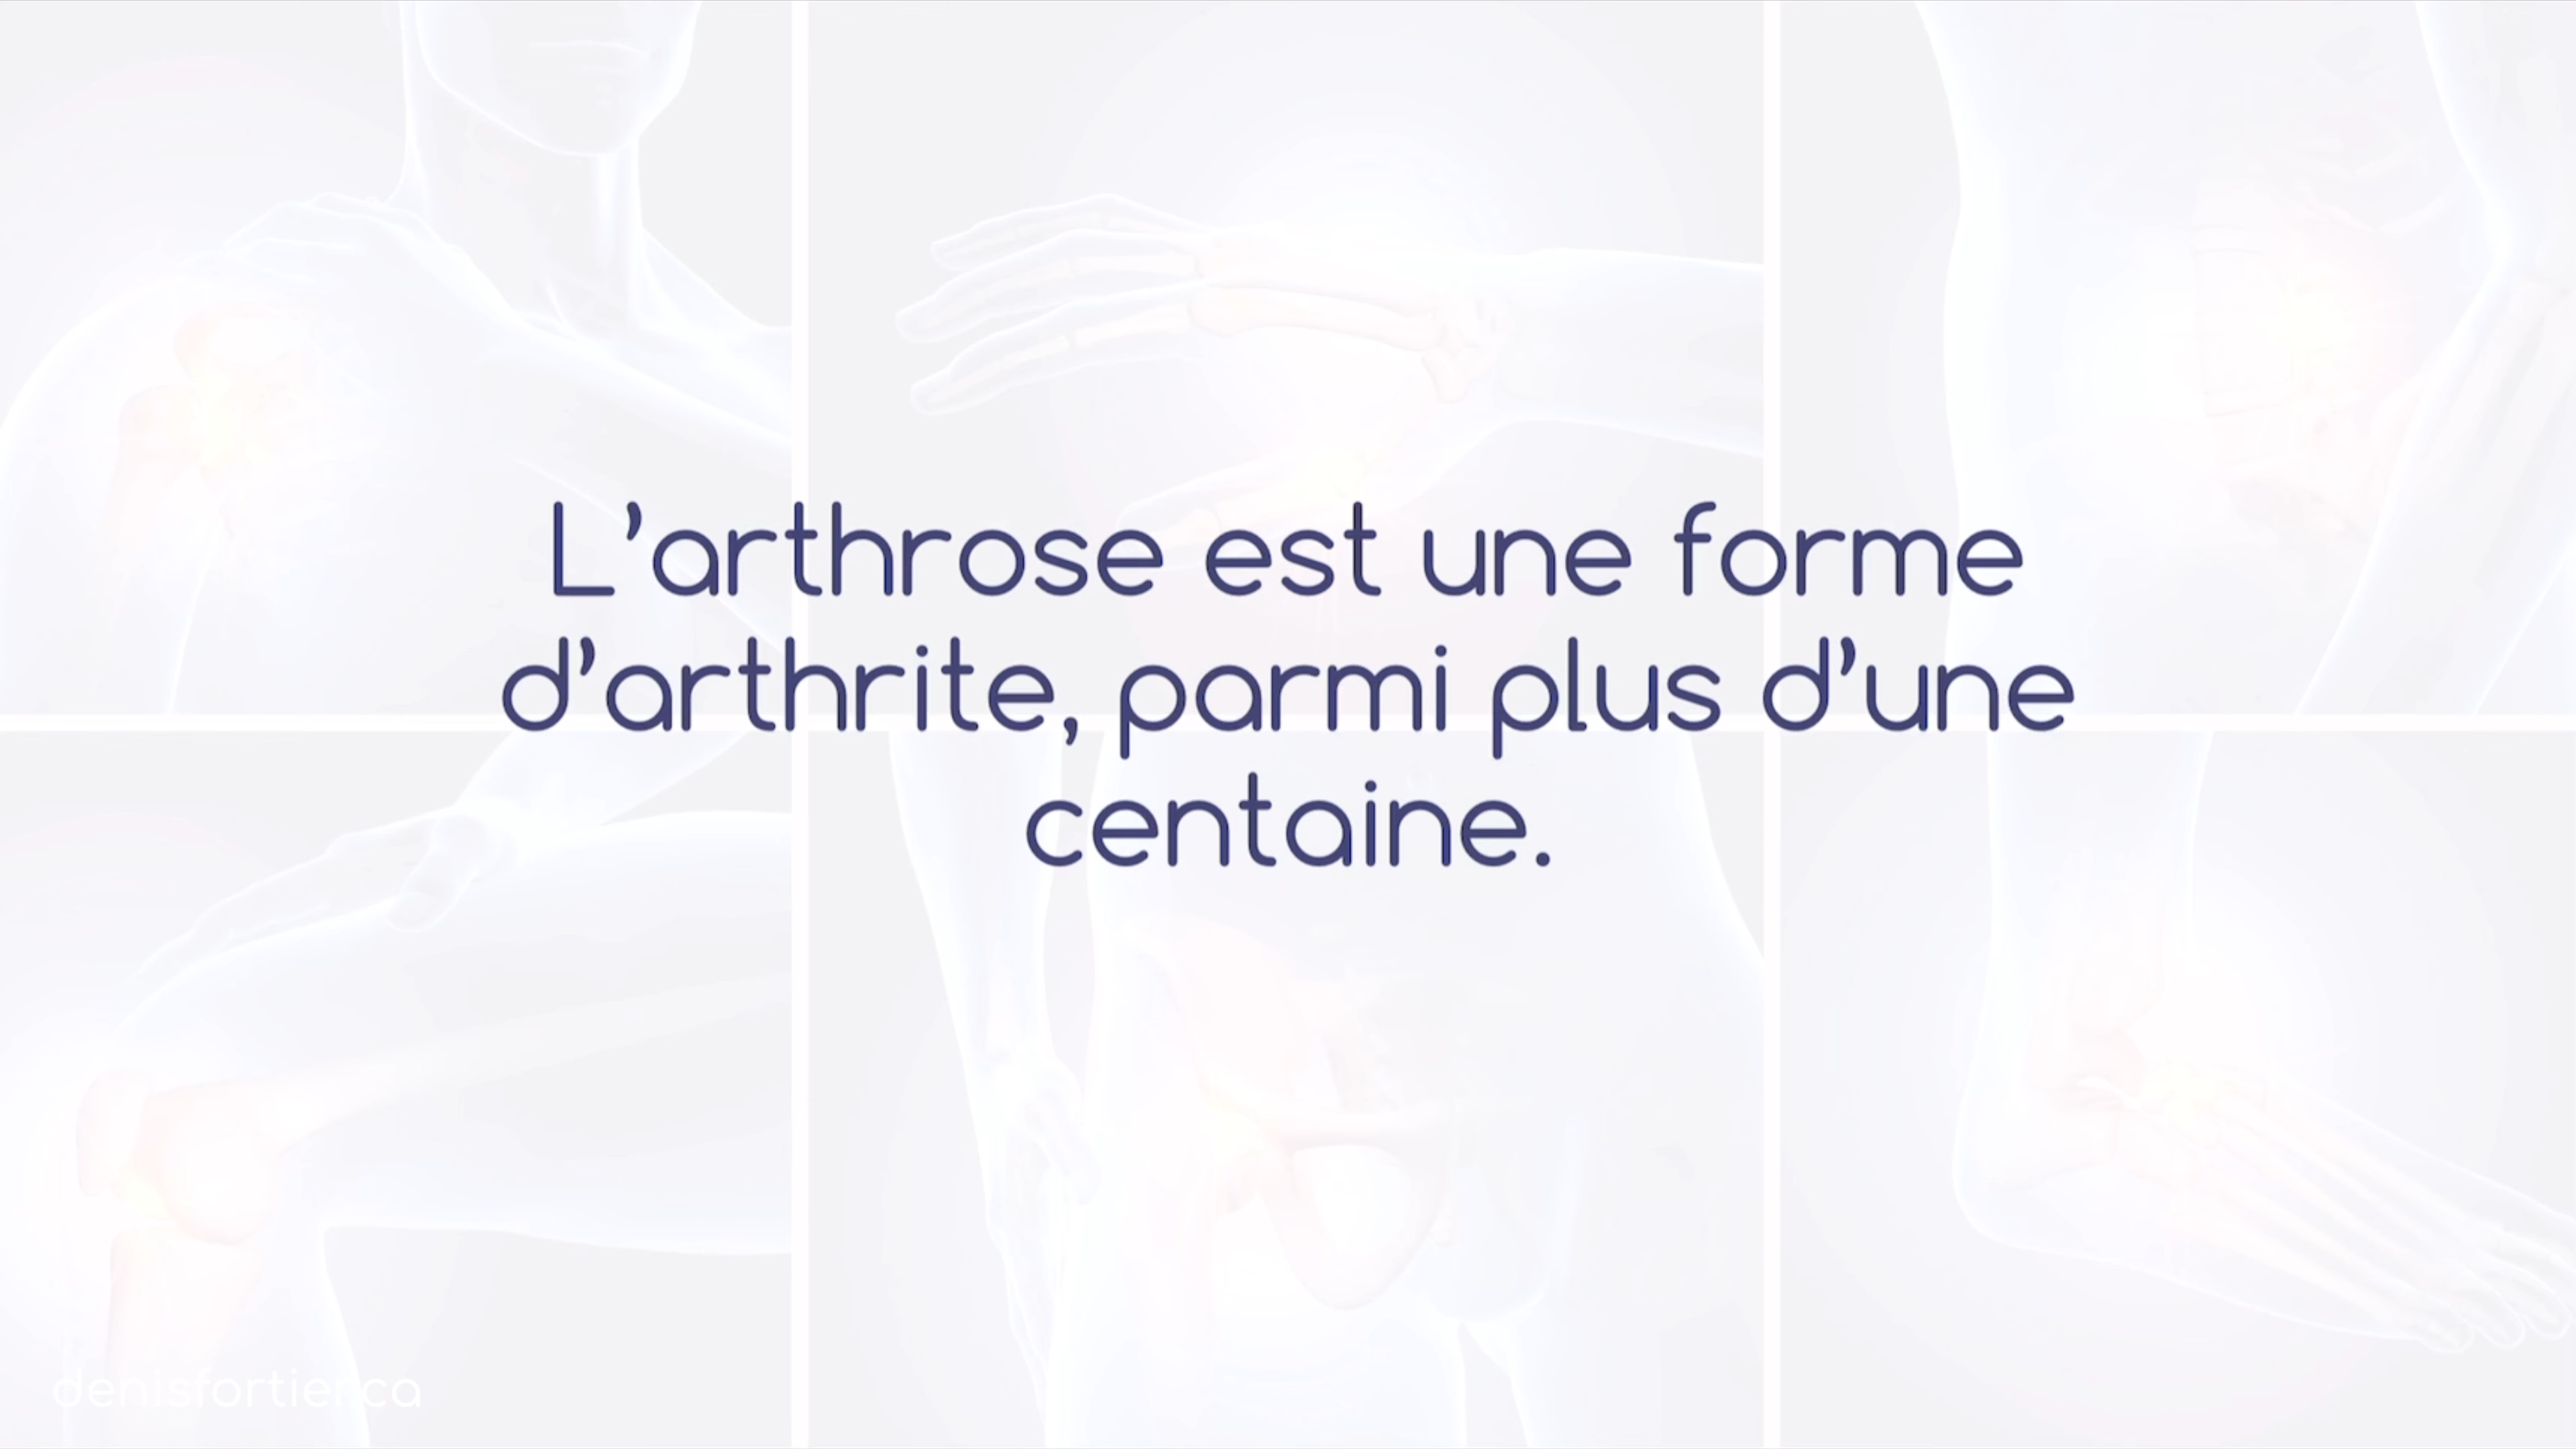 L’arthrose est une forme
d’arthrite, parmi plus d’une
centaine.
denisfortier.ca